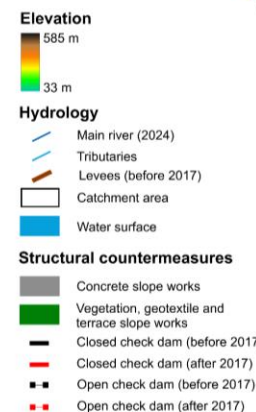 Elevation
585 m
33 m
Hydrology
Main river (2024)
Tributaries
Levees (before 2017)
Catchment area
Water surface
Structural countermeasures
Concrete slope works
Vegetation, geotextile and
terrace slope works
Closed check dam (before 2017
Closed check dam (after 2017)
Open check dam (before 2017)
Open check dam (after 2017)